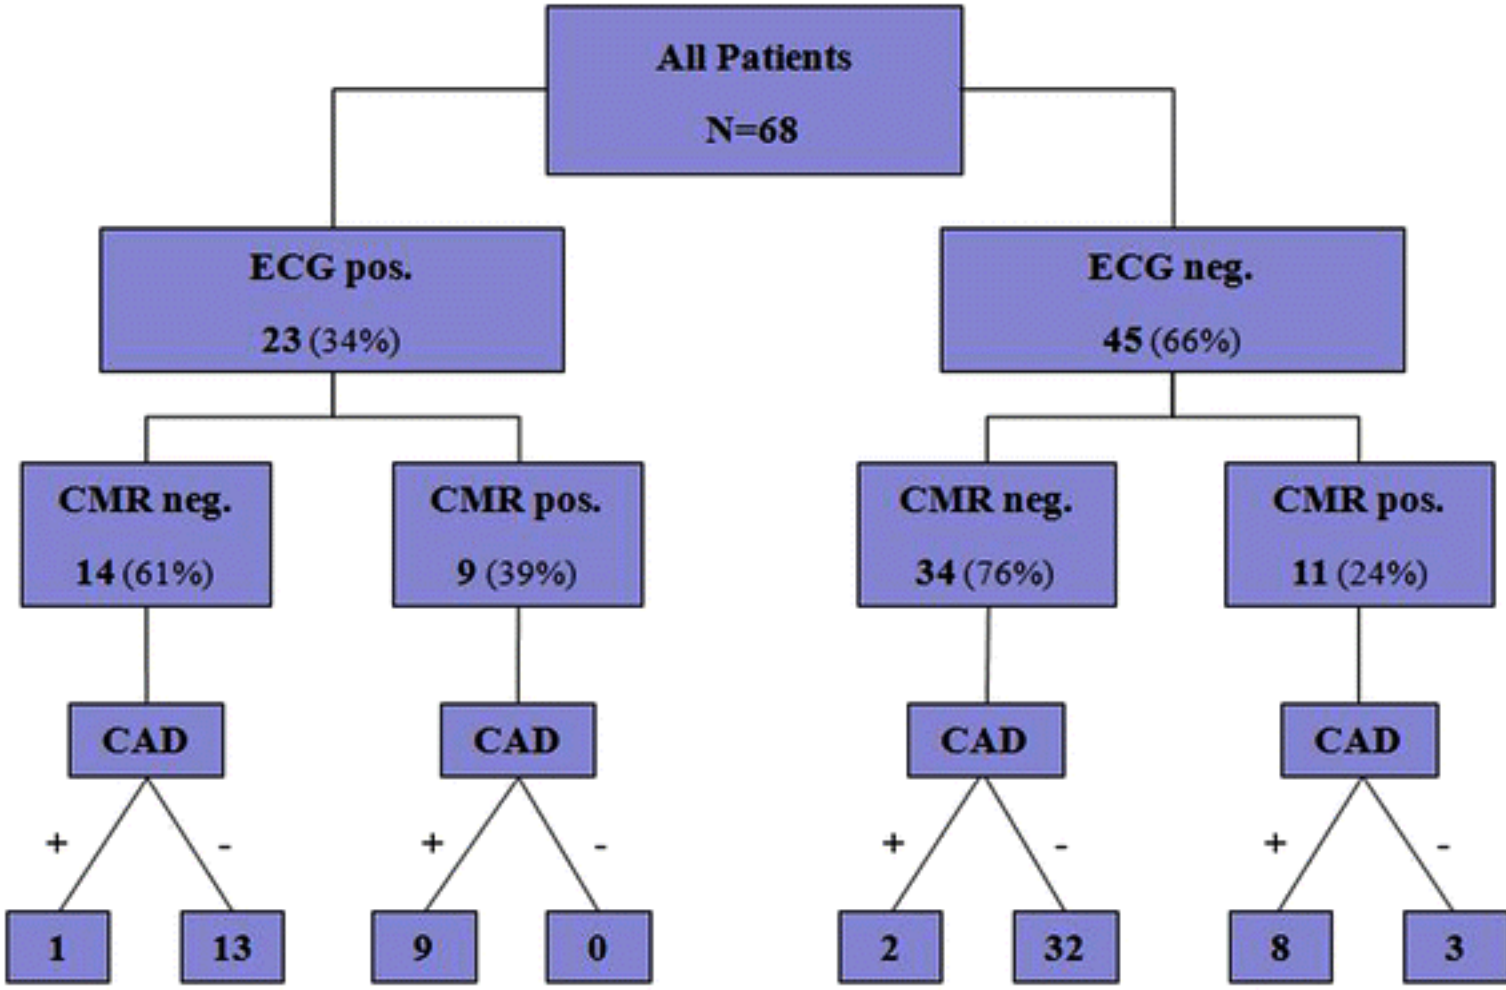 All Patients
N=68
ECG pos.
23 (34%)
ECG neg.
45 (66%)
CMR neg.
14 (61%)
CMR pos.
9 (39%)
CMR neg.
34 (76%)
CMR pos.
11 (24%)
CAD
CAD
CAD
CAD
+ -
+ -
+ -
+ -
1
13
9
0
2
32
8
3